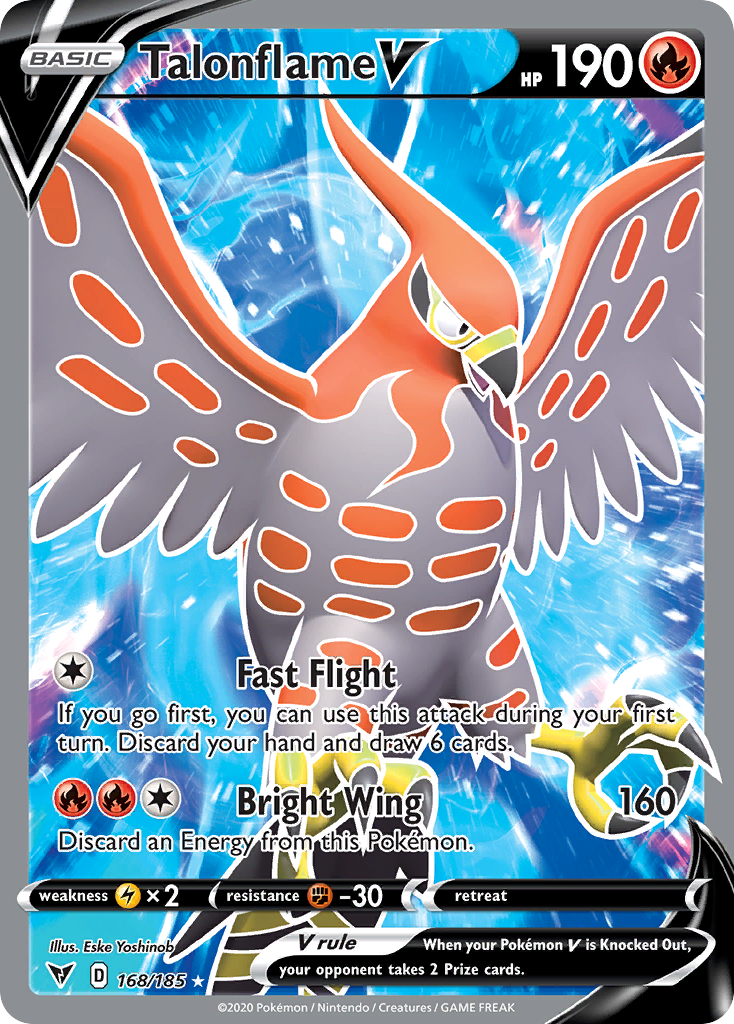 BASIC Talonflame V HP 190
Fast Flight
If you go first, you can use this attack during your first
turn. Discard your hand and draw 6 cards.
Bright Wing 160
Discard an Energy from this Pokémon.
weakness ×2 resistance -30 retreat
Illus. Eske Yoshinob
V rule When your Pokémon V is Knocked Out,
your opponent takes 2 Prize cards.
D 168/185
©2020 Pokémon / Nintendo / Creatures / GAME FREAK